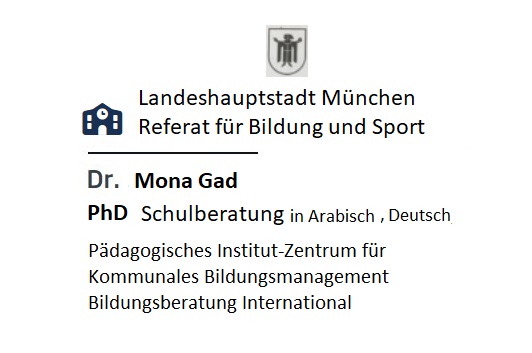 Landeshauptstadt München
Referat für Bildung und Sport
Dr. Mona Gad
PhD Schulberatung in Arabisch , Deutsch
Pädagogisches Institut-Zentrum für
Kommunales Bildungsmanagement
Bildungsberatung International